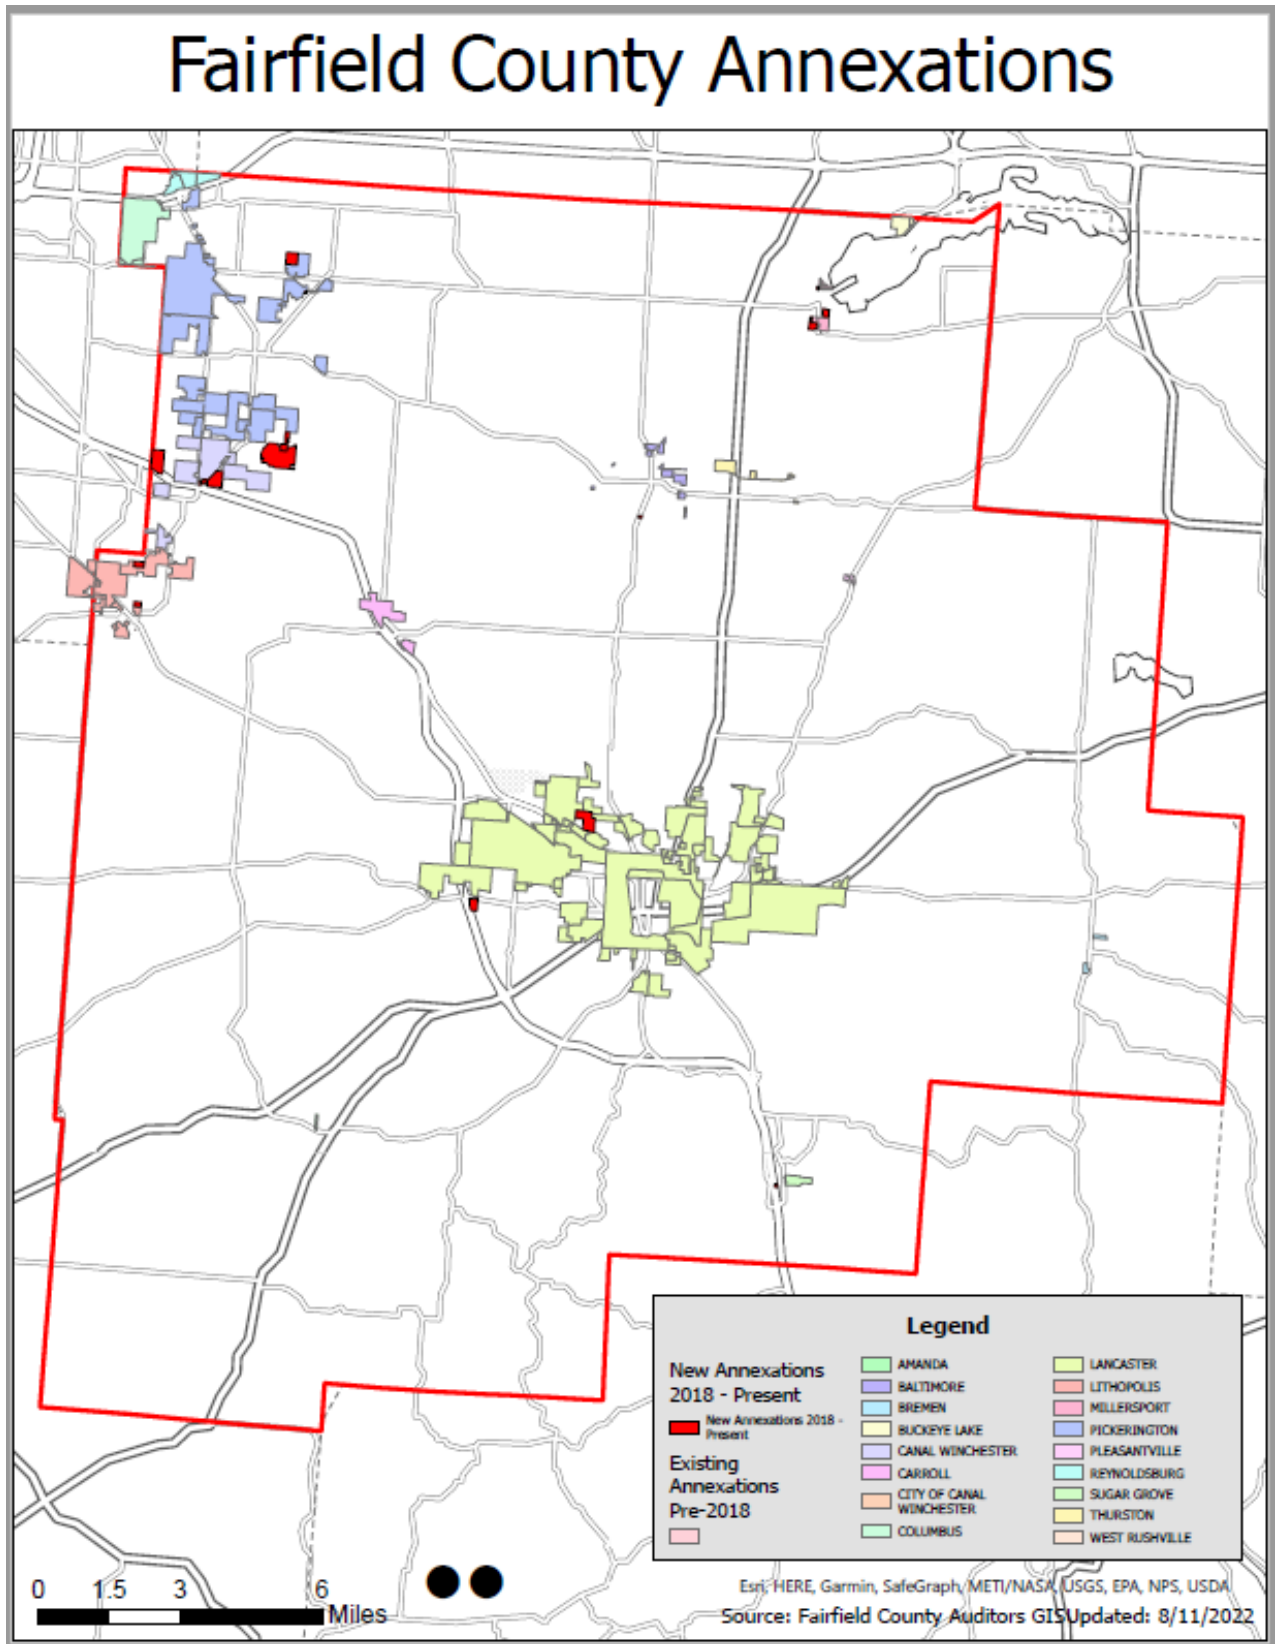 Fairfield County Annexations
Legend
New Annexations
2018 - Present
New Annexations 2018 -
Present
Existing
Annexations
Pre-2018
AMANDA
BALTIMORE
BREMEN
BUCKEYE LAKE
CANAL WINCHESTER
CARROLL
CITY OF CANAL
WINCHESTER
COLUMBUS
LANCASTER
LITHOPOLIS
MILLERSPORT
PICKERINGTON
PLEASANTVILLE
REYNOLDSBURG
SUGAR GROVE
THURSTON
WEST RUSHVILLE
0 1.5 3 6
Miles
Esri, HERE, Garmin, SafeGraph, METI/NASA, USGS, EPA, NPS, USDA
Source: Fairfield County Auditors GIS Updated: 8/11/2022